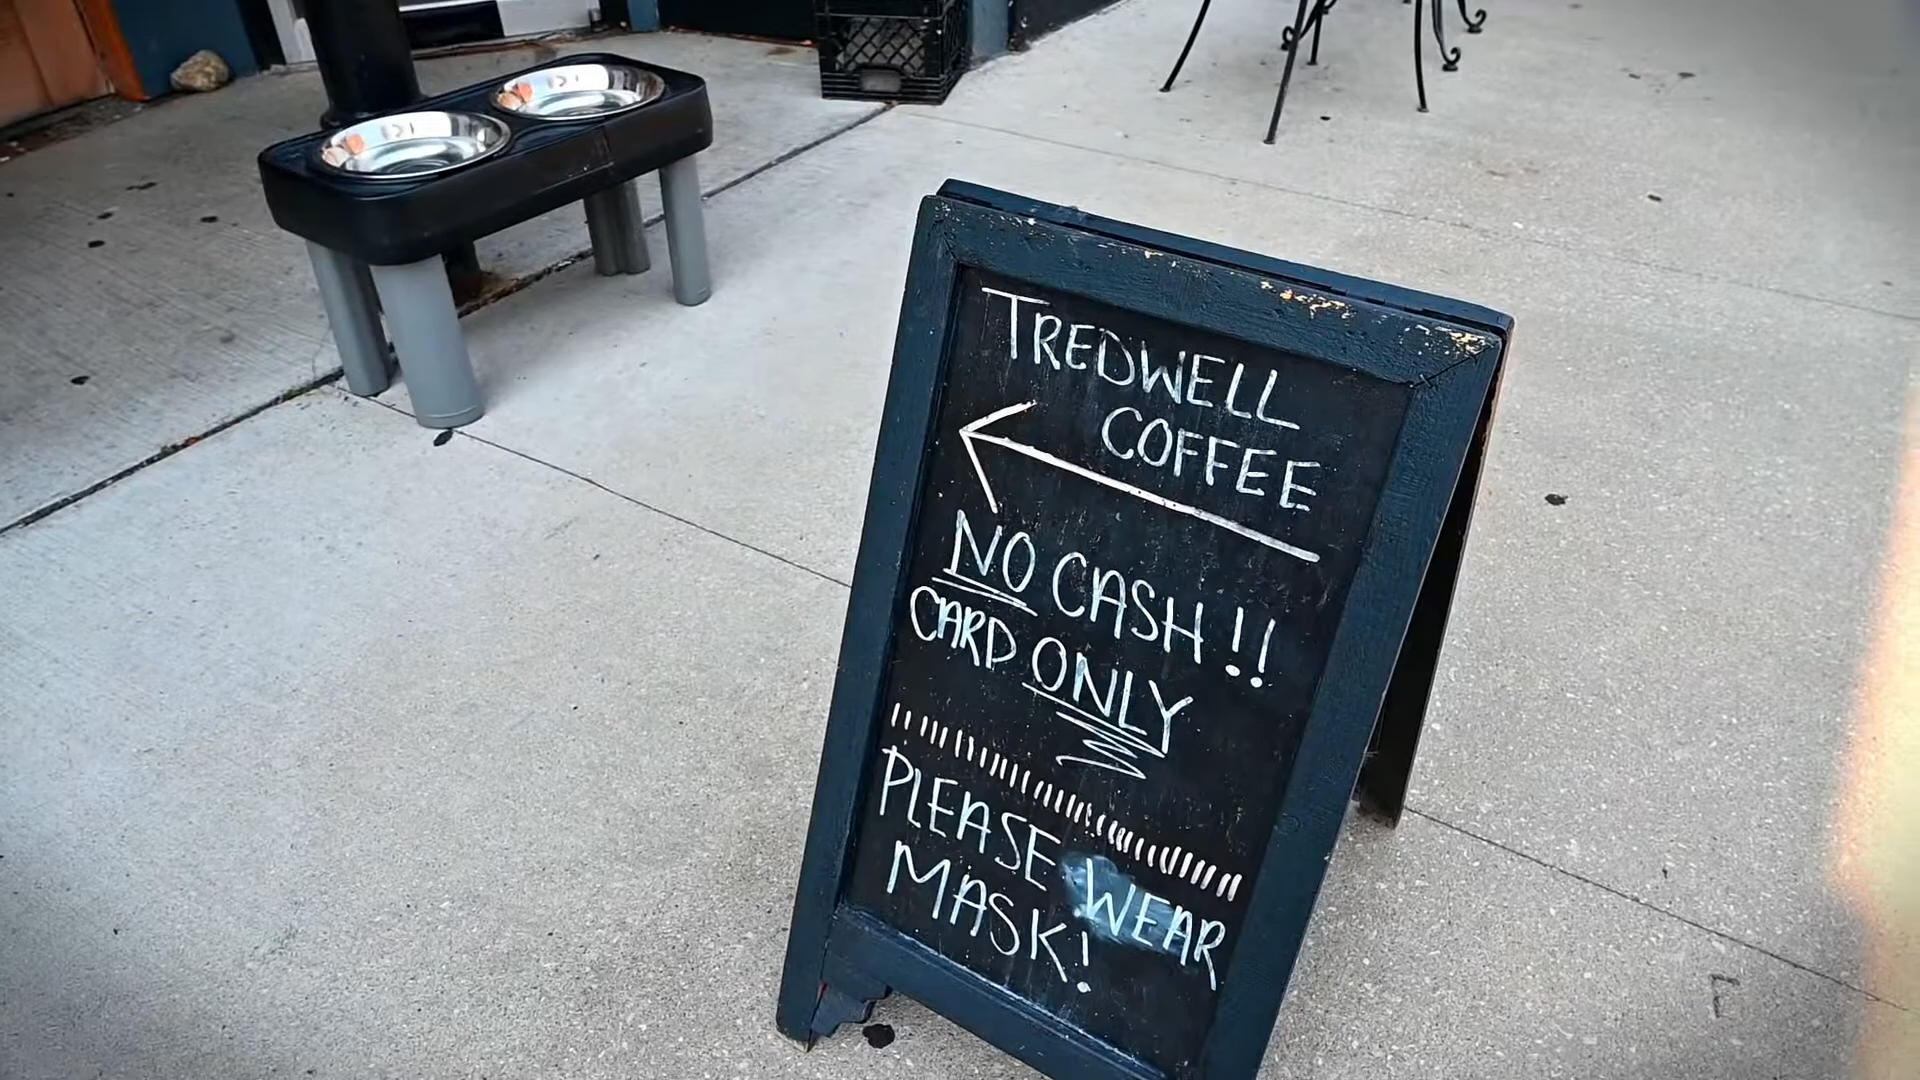 TREDWELL
COFFEE
NO CASH!!
CARD ONLY
PLEASE WEAR
MASK!